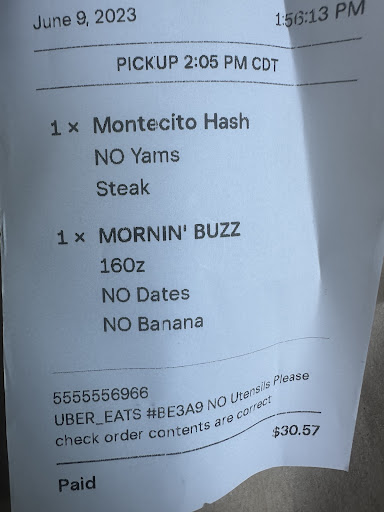 June 9, 2023 1:56:13 PM
PICKUP 2:05 PM CDT
1 × Montecito Hash
NO Yams
Steak
1 × MORNIN' BUZZ
16Oz
NO Dates
NO Banana
5555556966
UBER_EATS #BE3A9 NO Utensils Please
check order contents are correct
$30.57
Paid